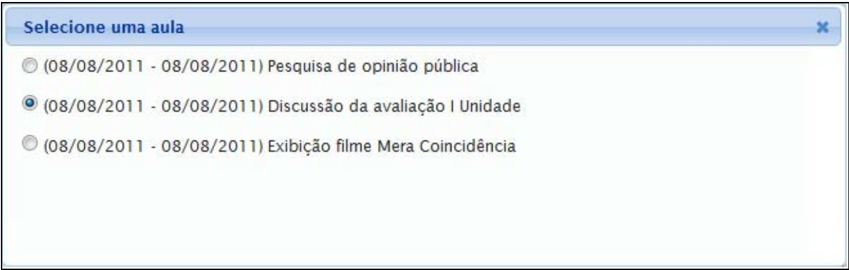 Selecione uma aula
(08/08/2011 - 08/08/2011) Pesquisa de opinião pública
(08/08/2011 - 08/08/2011) Discussão da avaliação I Unidade
(08/08/2011 - 08/08/2011) Exibição filme Mera Coincidência